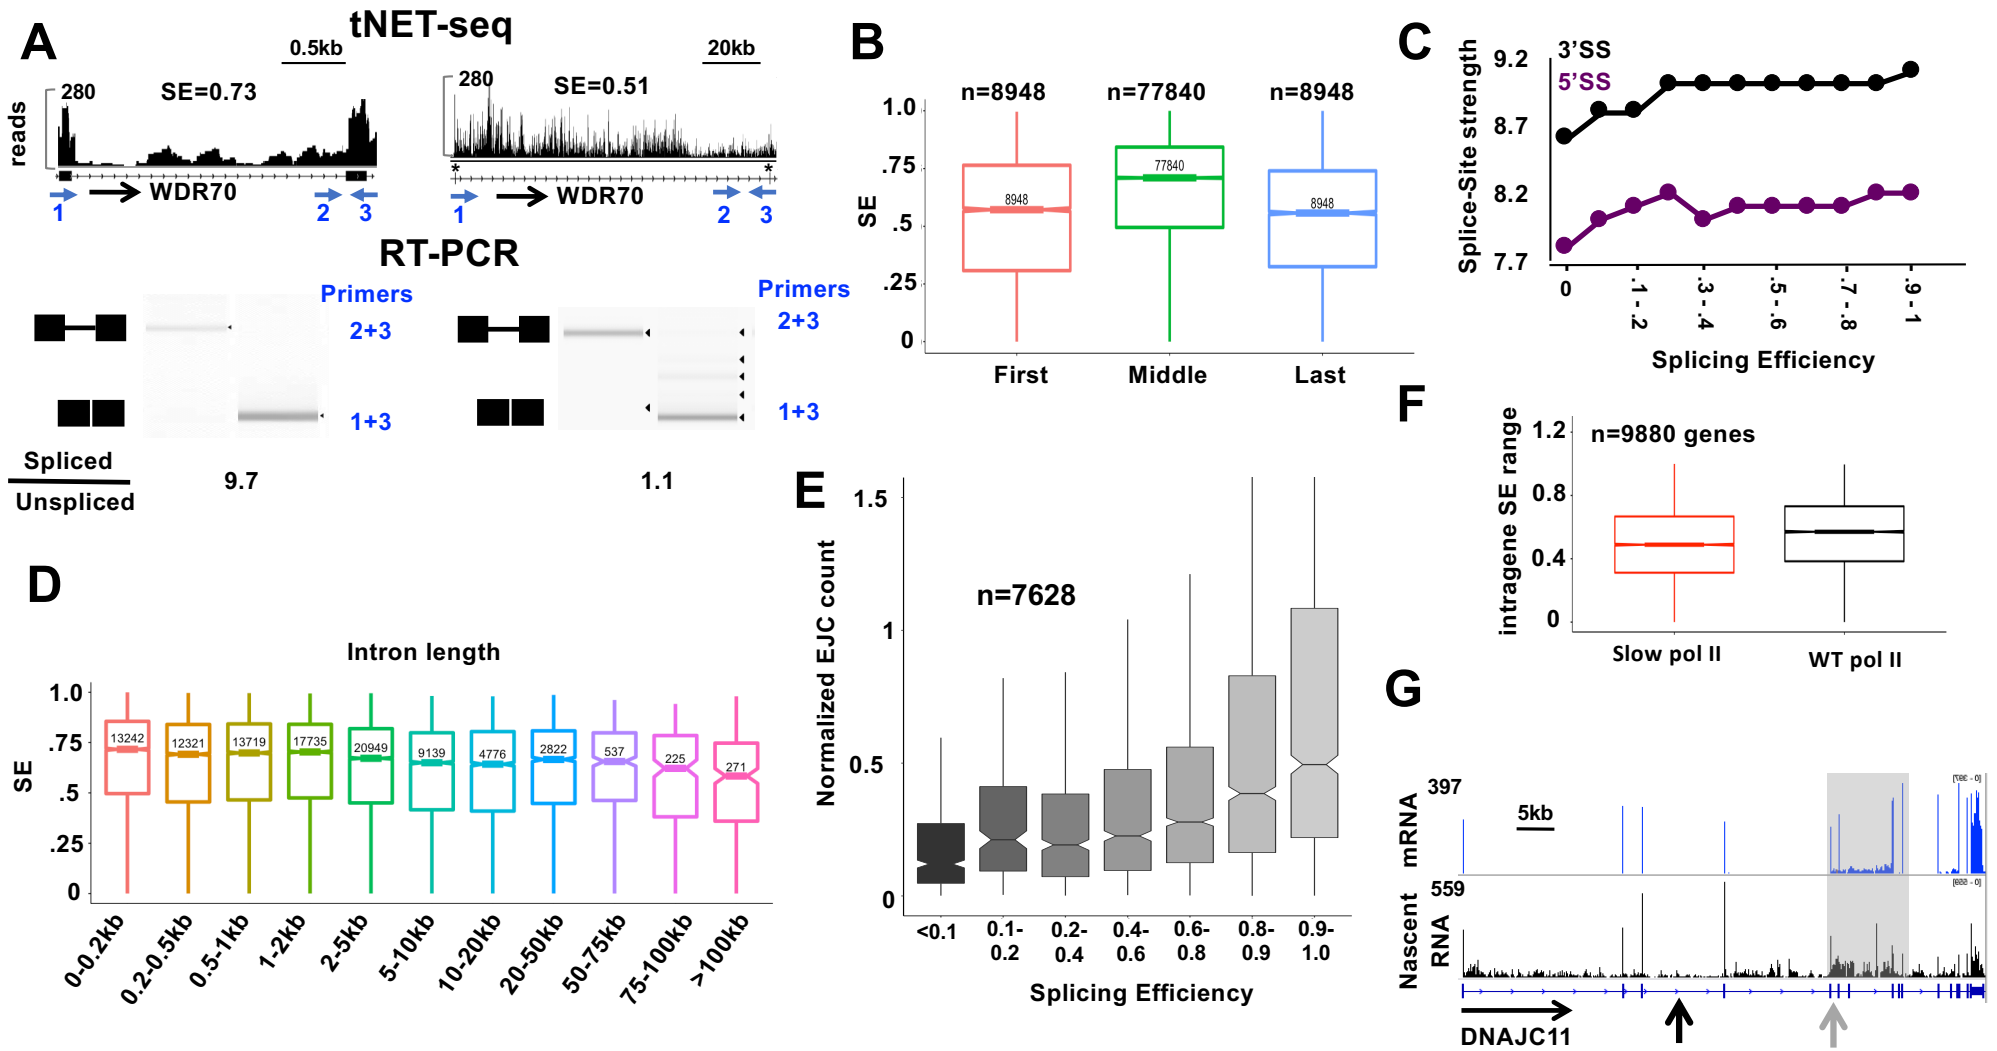 A
tNET-seq
0.5kb
280
SE=0.73
reads
WDR70
1
2
3
20kb
280
SE=0.51
*
*
WDR70
1
2
3
RT-PCR
Primers
2+3
1+3
Primers
2+3
1+3
Spliced
Unspliced
9.7
1.1
B
n=8948
n=77840
n=8948
SE
1.0
.75
.5
.25
0
8948
77840
8948
First
Middle
Last
C
3'SS
5'SS
Splice-Site strength
9.2
8.7
8.2
7.7
0
.1 - .2
.3 - .4
.5 - .6
.7 - .8
.9 - 1
Splicing Efficiency
D
Intron length
SE
1.0
.75
.5
.25
0
13242
12321
13719
17735
20949
9139
4776
2822
537
225
271
0-0.2kb
0.2-0.5kb
0.5-1kb
1-2kb
2-5kb
5-10kb
10-20kb
20-50kb
50-75kb
75-100kb
>100kb
E
Normalized EJC count
n=7628
1.5
1
0.5
0
<0.1
0.1-
0.2
0.2-
0.4
0.4-
0.6
0.6-
0.8
0.8-
0.9
0.9-
1.0
Splicing Efficiency
F
intragene SE range
n=9880 genes
1.2
0.8
0.4
0
Slow pol II
WT pol II
G
mRNA
397
5kb
[0 - 397]
Nascent
RNA
559
[0 - 559]
DNAJC11